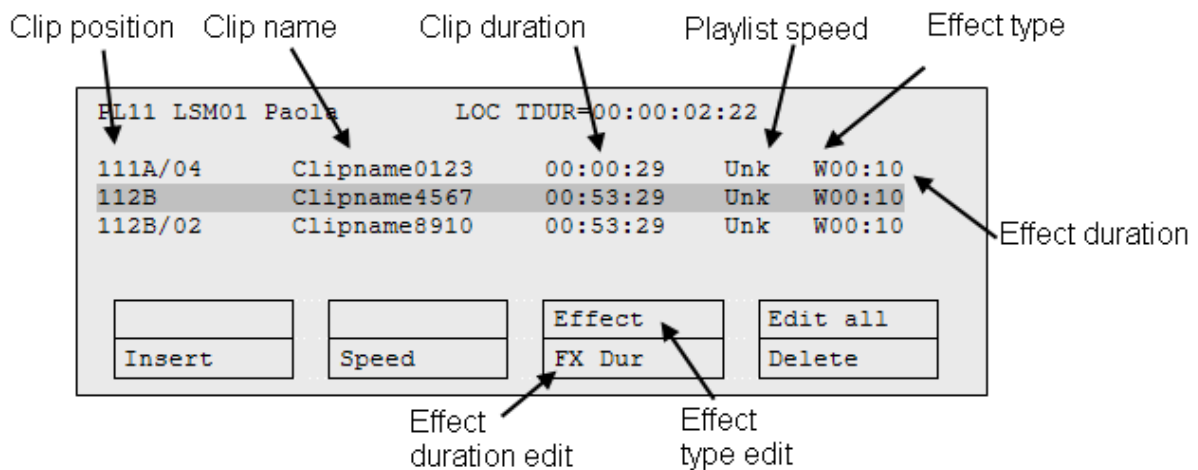 Clip position Clip name Clip duration Playlist speed Effect type
PL11 LSM01 Paola LOC TDUR=00:00:02:22
111A/04 Clipname0123 00:00:29 Unk W00:10
112B Clipname4567 00:53:29 Unk W00:10
112B/02 Clipname8910 00:53:29 Unk W00:10
Effect duration
Effect Edit all
Insert Speed FX Dur Delete
Effect
duration edit
Effect
type edit